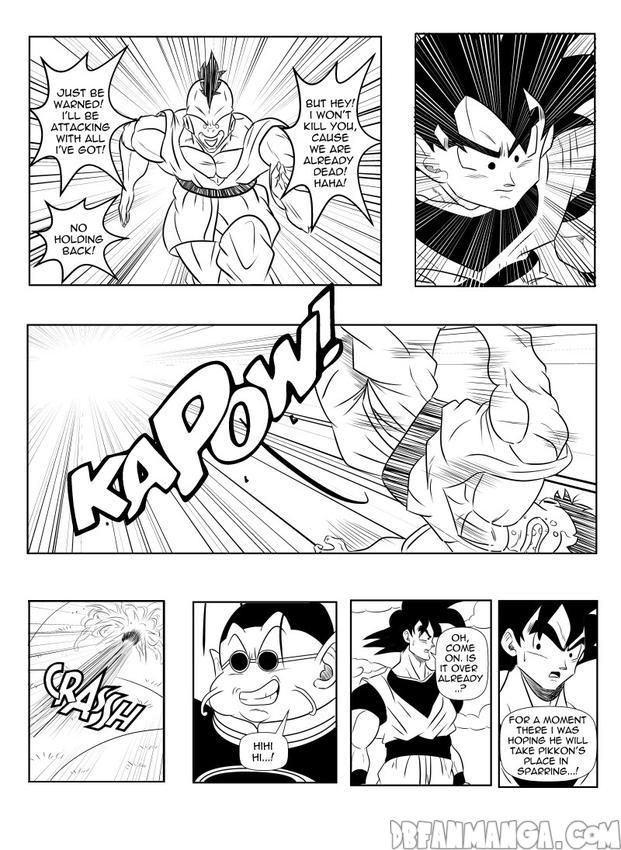 JUST BE
WARNED!
I'LL BE
ATTACKING
WITH ALL
I'VE GOT!
NO
HOLDING
BACK!
BUT HEY!
I WON'T
KILL YOU,
CAUSE
WE ARE
ALREADY
DEAD!
HAHA!
KAPOW!
CRASSH
HIHI
HI...!
OH,
COME
ON. IS
IT OVER
ALREADY
..?
FOR A MOMENT
THERE I WAS
HOPING HE WILL
TAKE PIKKON'S
PLACE IN
SPARRING...!
DBFANMANGA.COM